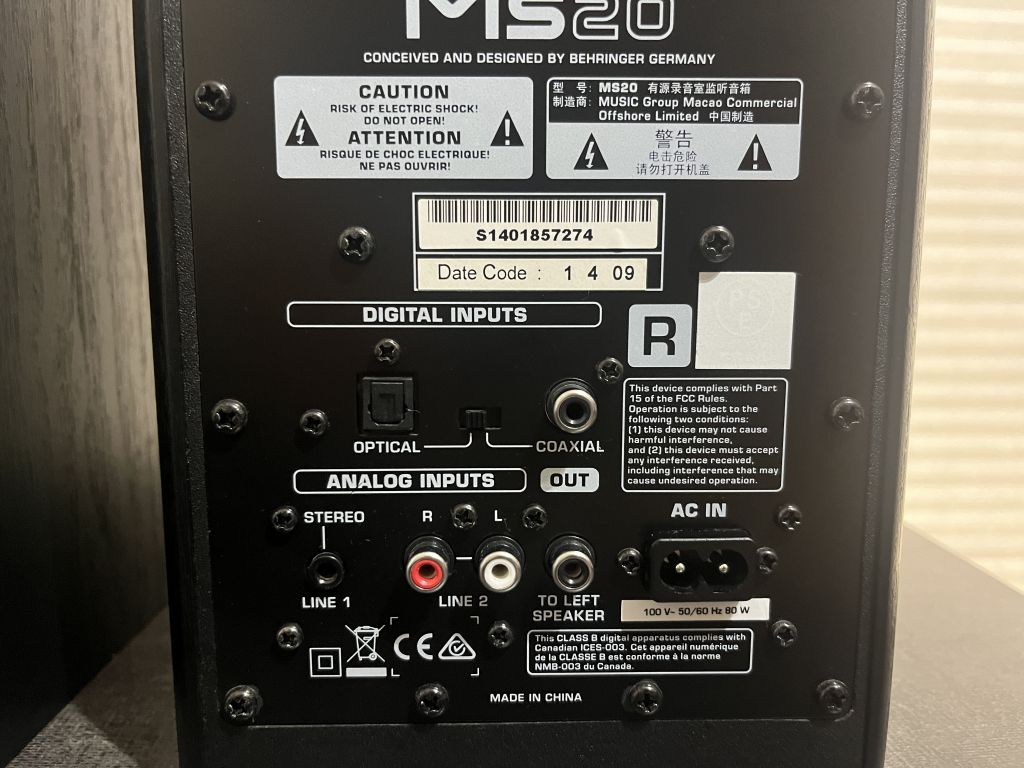 MS20
CONCEIVED AND DESIGNED BY BEHRINGER GERMANY
CAUTION
RISK OF ELECTRIC SHOCK!
DO NOT OPEN!
ATTENTION
RISQUE DE CHOC ELECTRIQUE!
NE PAS OUVRIR!
型 号: MS20 有源录音室监听音箱
制造商: MUSIC Group Macao Commercial
Offshore Limited 中国制造
警告
电击危险
请勿打开机盖
S1401857274
Date Code : 1 4 09
DIGITAL INPUTS
R
PS
E
OPTICAL
COAXIAL
This device complies with Part
15 of the FCC Rules.
Operation is subject to the
following two conditions:
(1) this device may not cause
harmful interference,
and (2) this device must accept
any interference received,
including interference that may
cause undesired operation.
ANALOG INPUTS
OUT
STEREO
R
L
AC IN
LINE 1
LINE 2
TO LEFT
SPEAKER
100 V~ 50/60 Hz 80 W
CE
This CLASS B digital apparatus complies with
Canadian ICES-003. Cet appareil numérique
de la CLASSE B est conforme à la norme
NMB-003 du Canada.
MADE IN CHINA